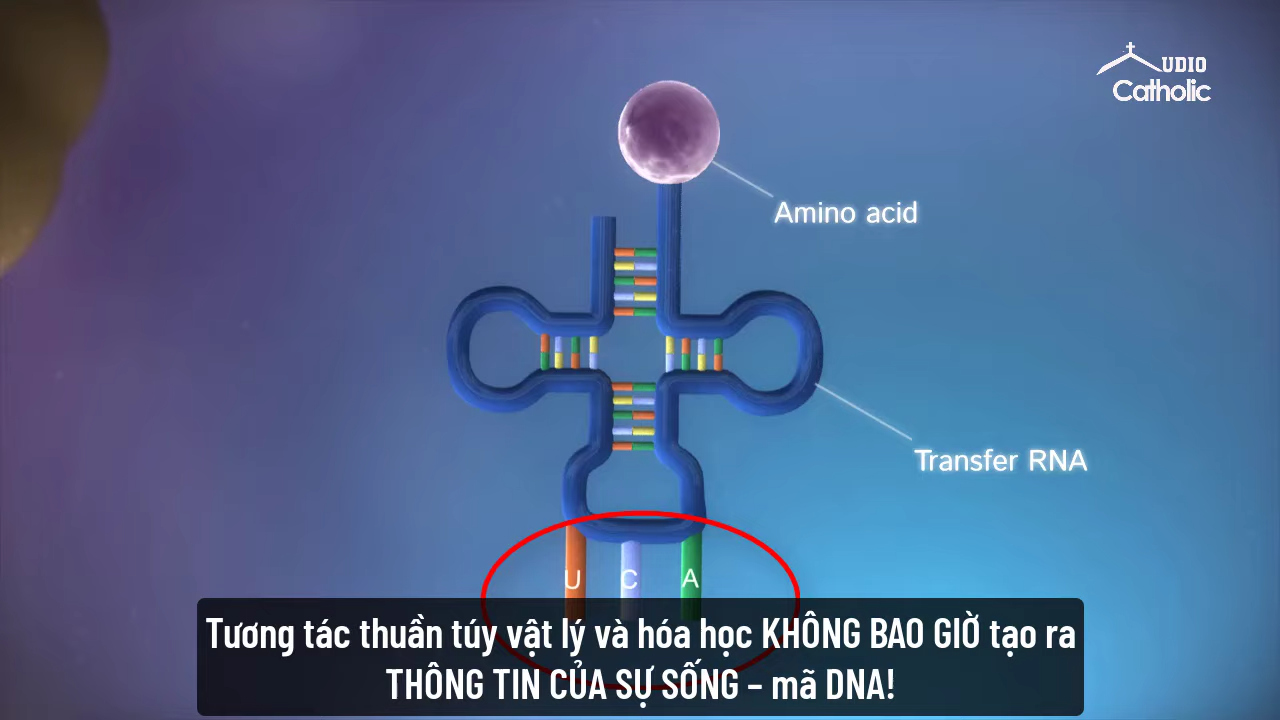 UDIO
Catholic
Amino acid
Transfer RNA
U C A
Tương tác thuần túy vật lý và hóa học KHÔNG BAO GIỜ tạo ra
THÔNG TIN CỦA SỰ SỐNG – mã DNA!